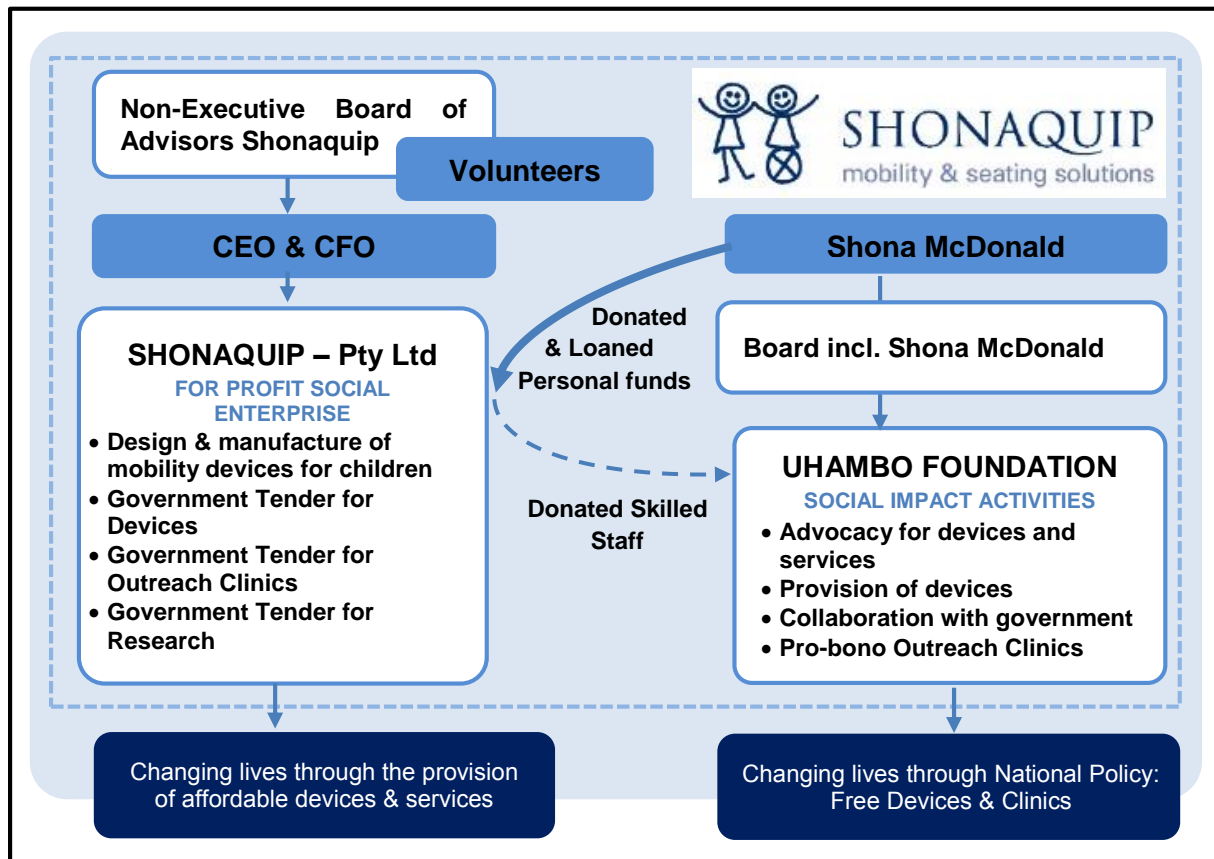 Non-Executive Board of
Advisors Shonaquip
Volunteers
SHONAQUIP
mobility & seating solutions
CEO & CFO
Shona McDonald
Donated
& Loaned
Personal funds
Board incl. Shona McDonald
SHONAQUIP – Pty Ltd
FOR PROFIT SOCIAL
ENTERPRISE
• Design & manufacture of
mobility devices for children
• Government Tender for
Devices
• Government Tender for
Outreach Clinics
• Government Tender for
Research
Donated Skilled
Staff
UHAMBO FOUNDATION
SOCIAL IMPACT ACTIVITIES
• Advocacy for devices and
services
• Provision of devices
• Collaboration with government
• Pro-bono Outreach Clinics
Changing lives through the provision
of affordable devices & services
Changing lives through National Policy:
Free Devices & Clinics